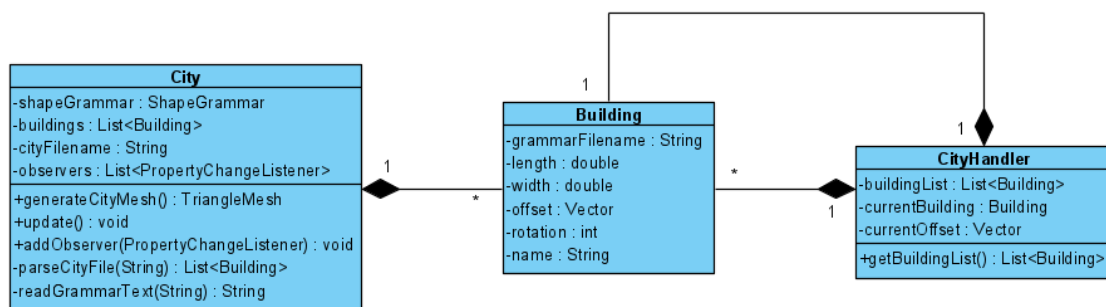 City
-shapeGrammar : ShapeGrammar
-buildings : List<Building>
-cityFilename : String
-observers : List<PropertyChangeListener>
+generateCityMesh() : TriangleMesh
+update() : void
+addObserver(PropertyChangeListener) : void
-parseCityFile(String) : List<Building>
-readGrammarText(String) : String
1
*
1
Building
-grammarFilename : String
-length : double
-width : double
-offset : Vector
-rotation : int
-name : String
*
1
1
CityHandler
-buildingList : List<Building>
-currentBuilding : Building
-currentOffset : Vector
+getBuildingList() : List<Building>